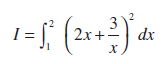 I = ∫₁² (2x + 3/x)² dx